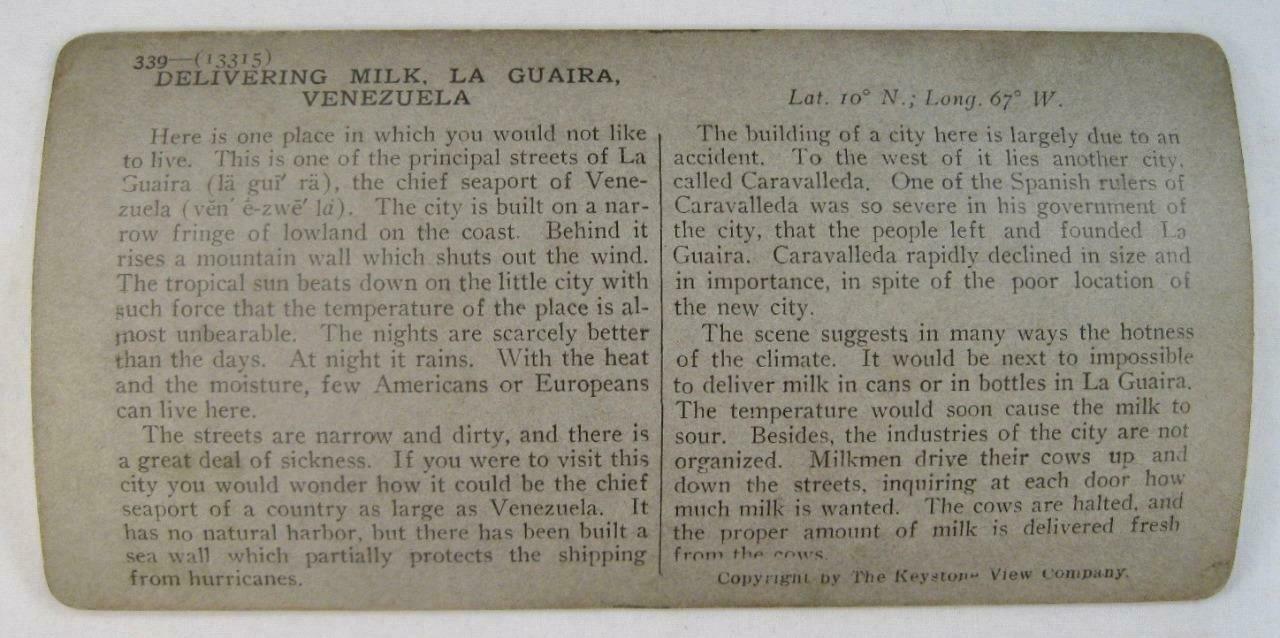 339—(13315)
DELIVERING MILK, LA GUAIRA,
VENEZUELA
Here is one place in which you would not like
to live. This is one of the principal streets of La
Guaira (lä guī′ rä), the chief seaport of Vene-
zuela (vĕn′ ê-zwē′ lȧ). The city is built on a nar-
row fringe of lowland on the coast. Behind it
rises a mountain wall which shuts out the wind.
The tropical sun beats down on the little city with
such force that the temperature of the place is al-
most unbearable. The nights are scarcely better
than the days. At night it rains. With the heat
and the moisture, few Americans or Europeans
can live here.
The streets are narrow and dirty, and there is
a great deal of sickness. If you were to visit this
city you would wonder how it could be the chief
seaport of a country as large as Venezuela. It
has no natural harbor, but there has been built a
sea wall which partially protects the shipping
from hurricanes.
Lat. 10° N.; Long. 67° W.
The building of a city here is largely due to an
accident. To the west of it lies another city,
called Caravalleda. One of the Spanish rulers of
Caravalleda was so severe in his government of
the city, that the people left and founded La
Guaira. Caravalleda rapidly declined in size and
in importance, in spite of the poor location of
the new city.
The scene suggests in many ways the hotness
of the climate. It would be next to impossible
to deliver milk in cans or in bottles in La Guaira.
The temperature would soon cause the milk to
sour. Besides, the industries of the city are not
organized. Milkmen drive their cows up and
down the streets, inquiring at each door how
much milk is wanted. The cows are halted, and
the proper amount of milk is delivered fresh
from the cows.
Copyright by The Keystone View Company.